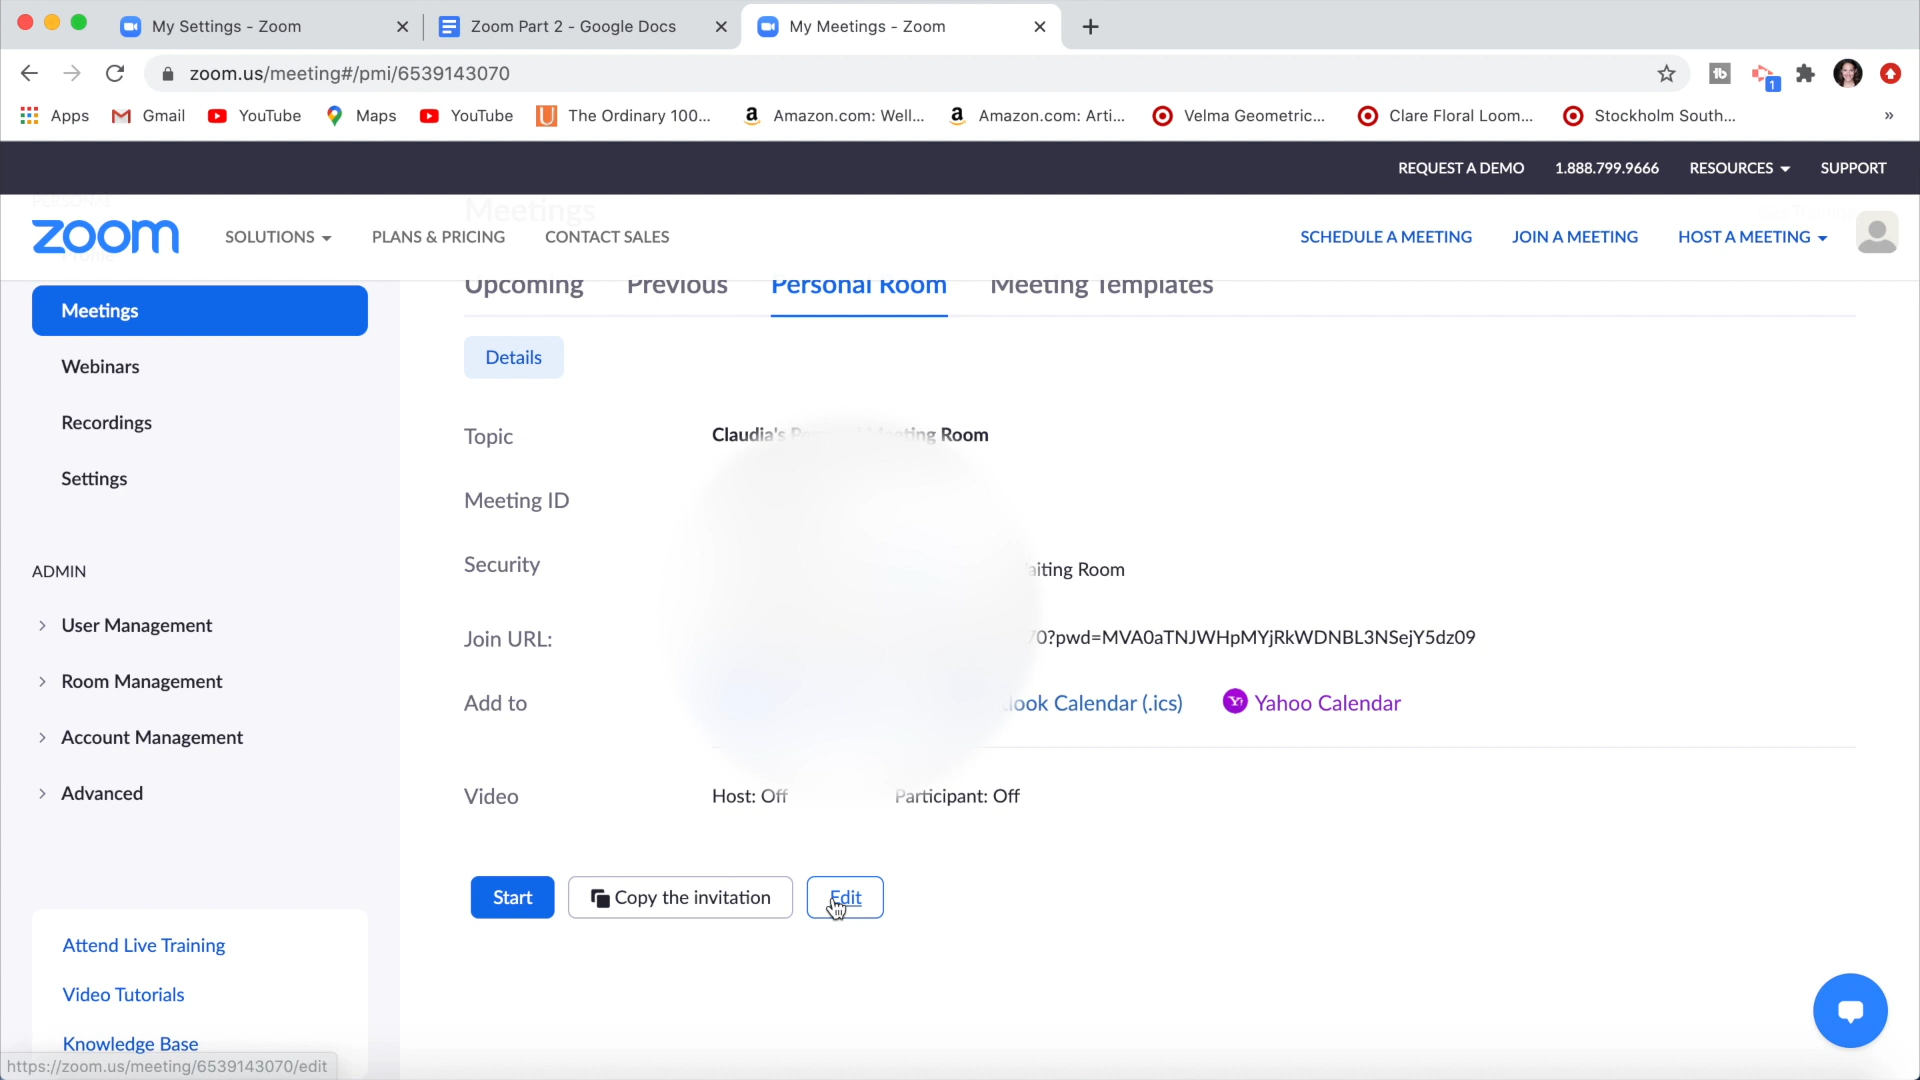 My Settings - Zoom
Zoom Part 2 - Google Docs
My Meetings - Zoom
zoom.us/meeting#/pmi/6539143070
1
Apps
Gmail
YouTube
Maps
YouTube
The Ordinary 100...
Amazon.com: Well...
Amazon.com: Arti...
Velma Geometric...
Clare Floral Loom...
Stockholm South...
»
REQUEST A DEMO
1.888.799.9666
RESOURCES
SUPPORT
PERSONAL
Meetings
zoom
SOLUTIONS
PLANS & PRICING
CONTACT SALES
SCHEDULE A MEETING
JOIN A MEETING
HOST A MEETING
Upcoming
Previous
Personal Room
Meeting Templates
Meetings
Webinars
Recordings
Settings
ADMIN
User Management
Room Management
Account Management
Advanced
Attend Live Training
Video Tutorials
Knowledge Base
Details
Topic
Claudia's Personal Meeting Room
Meeting ID
Security
aiting Room
Join URL:
70?pwd=MVA0aTNJWHpMYjRkWDNBL3NSejY5dz09
Add to
look Calendar (.ics)
Yahoo Calendar
Video
Host: Off
Participant: Off
Start
Copy the invitation
Edit
https://zoom.us/meeting/6539143070/edit